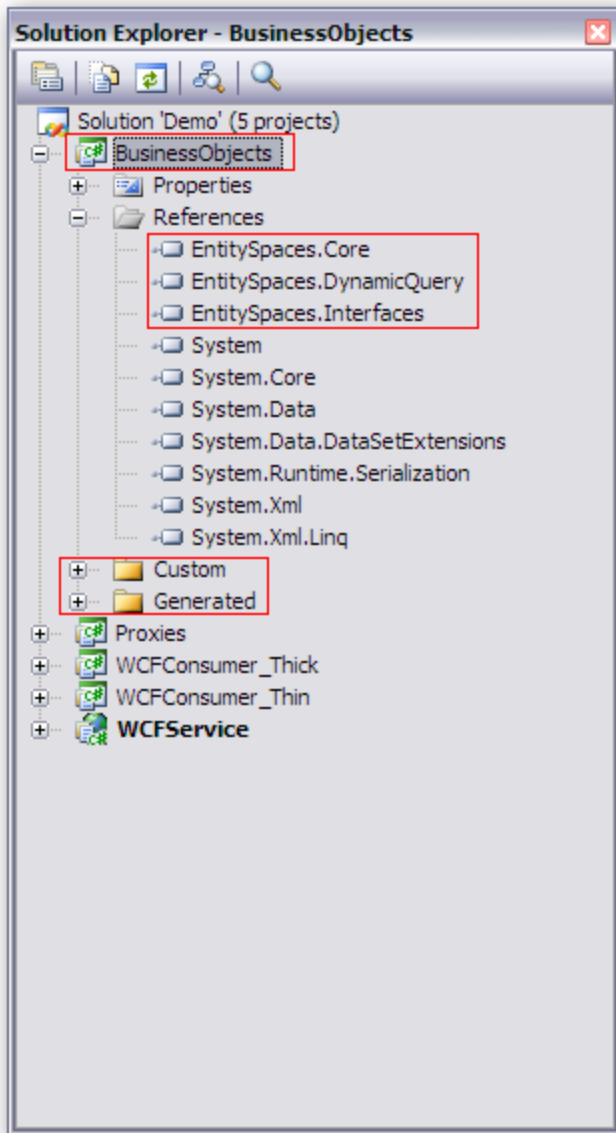 Solution Explorer - BusinessObjects
Solution 'Demo' (5 projects)
BusinessObjects
Properties
References
EntitySpaces.Core
EntitySpaces.DynamicQuery
EntitySpaces.Interfaces
System
System.Core
System.Data
System.Data.DataSetExtensions
System.Runtime.Serialization
System.Xml
System.Xml.Linq
Custom
Generated
Proxies
WCFConsumer_Thick
WCFConsumer_Thin
WCFService